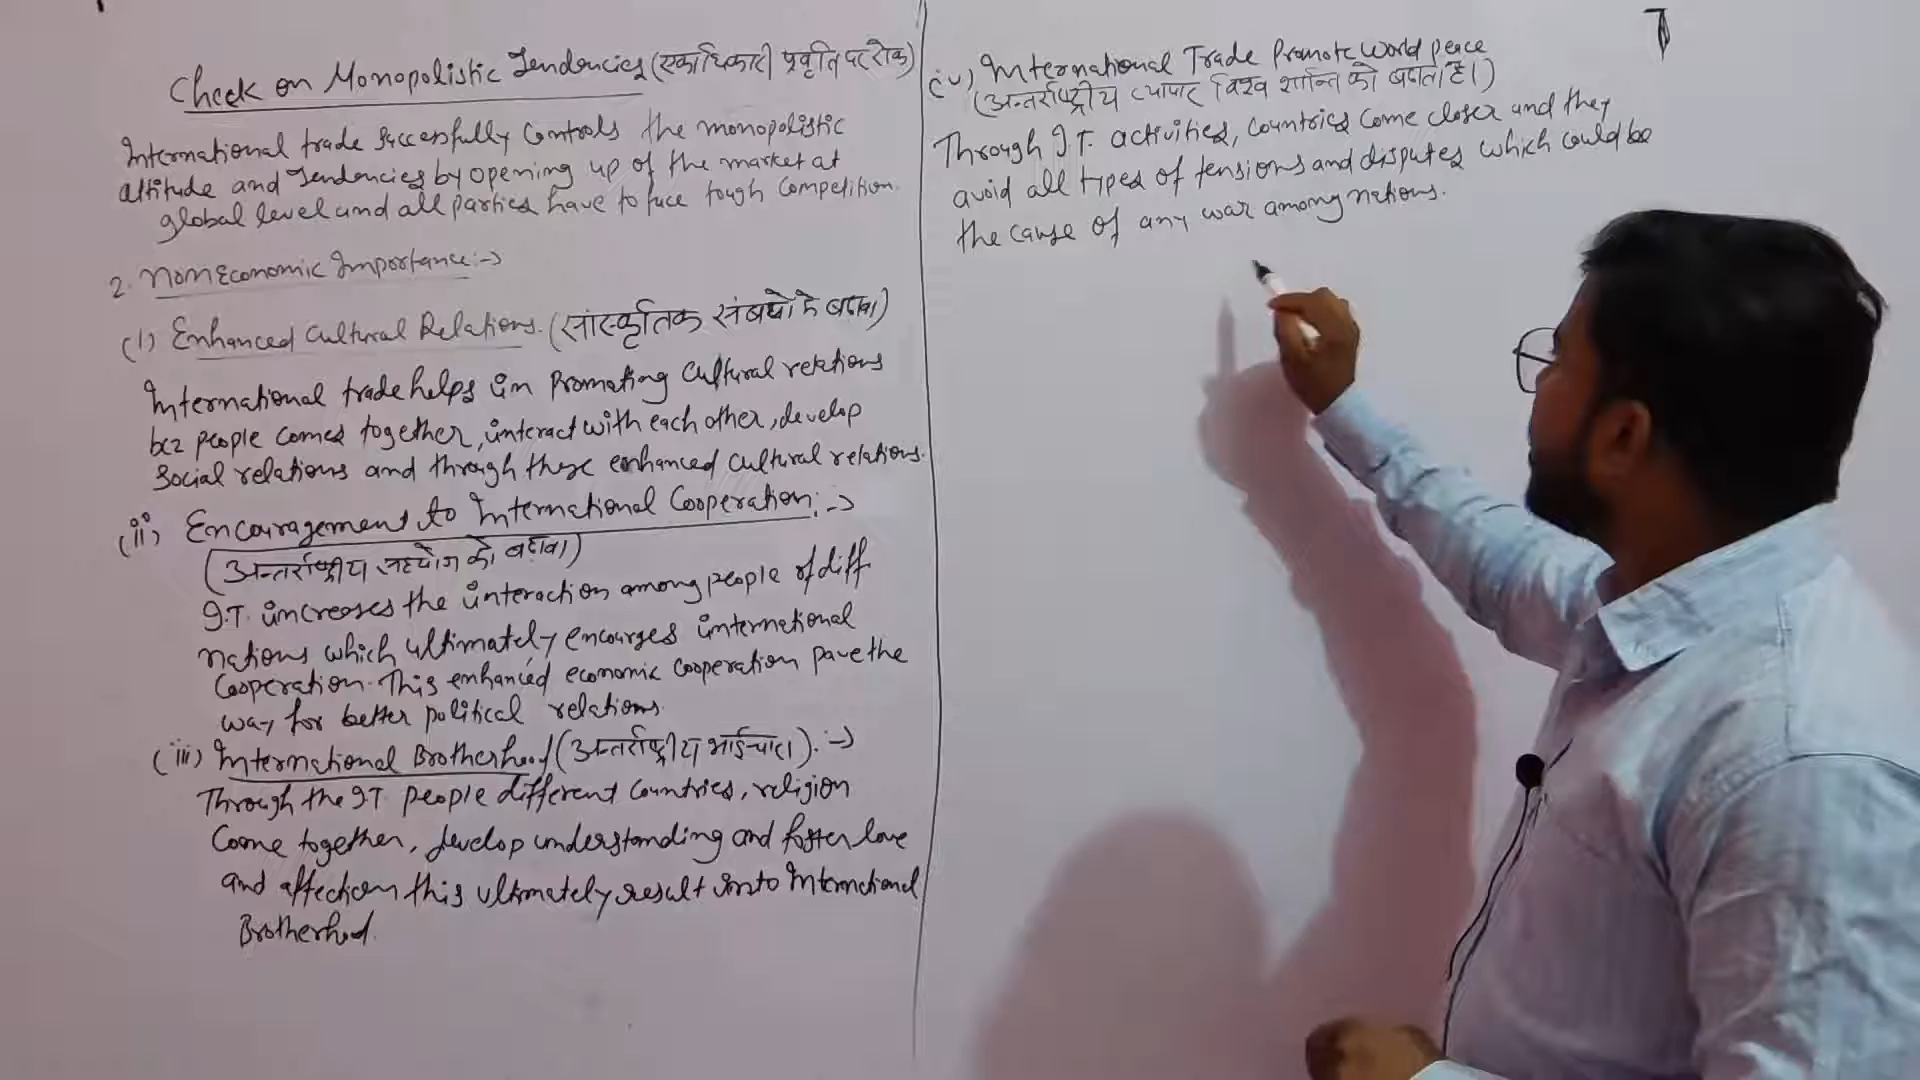 Check on Monopolistic Tendencies (एकाधिकारी प्रवृति पर रोक)
International trade successfully controls the monopolistic
attitude and tendencies by opening up of the market at
global level and all parties have to face tough competition.
2. Non Economic Importance:->
(i) Enhanced Cultural Relations. (सांस्कृतिक संबधो मे बढावा)
International trade helps in promoting cultural relations
bcz people comes together, interact with each other, develop
social relations and through these enhanced cultural relations.
(ii) Encouragement to International Cooperation:->
(अन्तर्राष्ट्रीय सहयोग को बढावा)
I.T. increases the interaction among people of diff
nations which ultimately encourges international
cooperation. This enhanced economic cooperation pave the
way for better political relations.
(iii) International Brotherhood (अन्तर्राष्ट्रीय भाईचारा).->
Through the I.T people different countries, religion
come together, develop understanding and foster love
and affection this ultimately result into International
Brotherhood.
(iv) International Trade Promote World peace
(अन्तर्राष्ट्रीय व्यापार विश्व शान्ति को बढाता है।)
Through I.T. activities, countries come closer and they
avoid all types of tensions and disputes which could be
the cause of any war among nations.